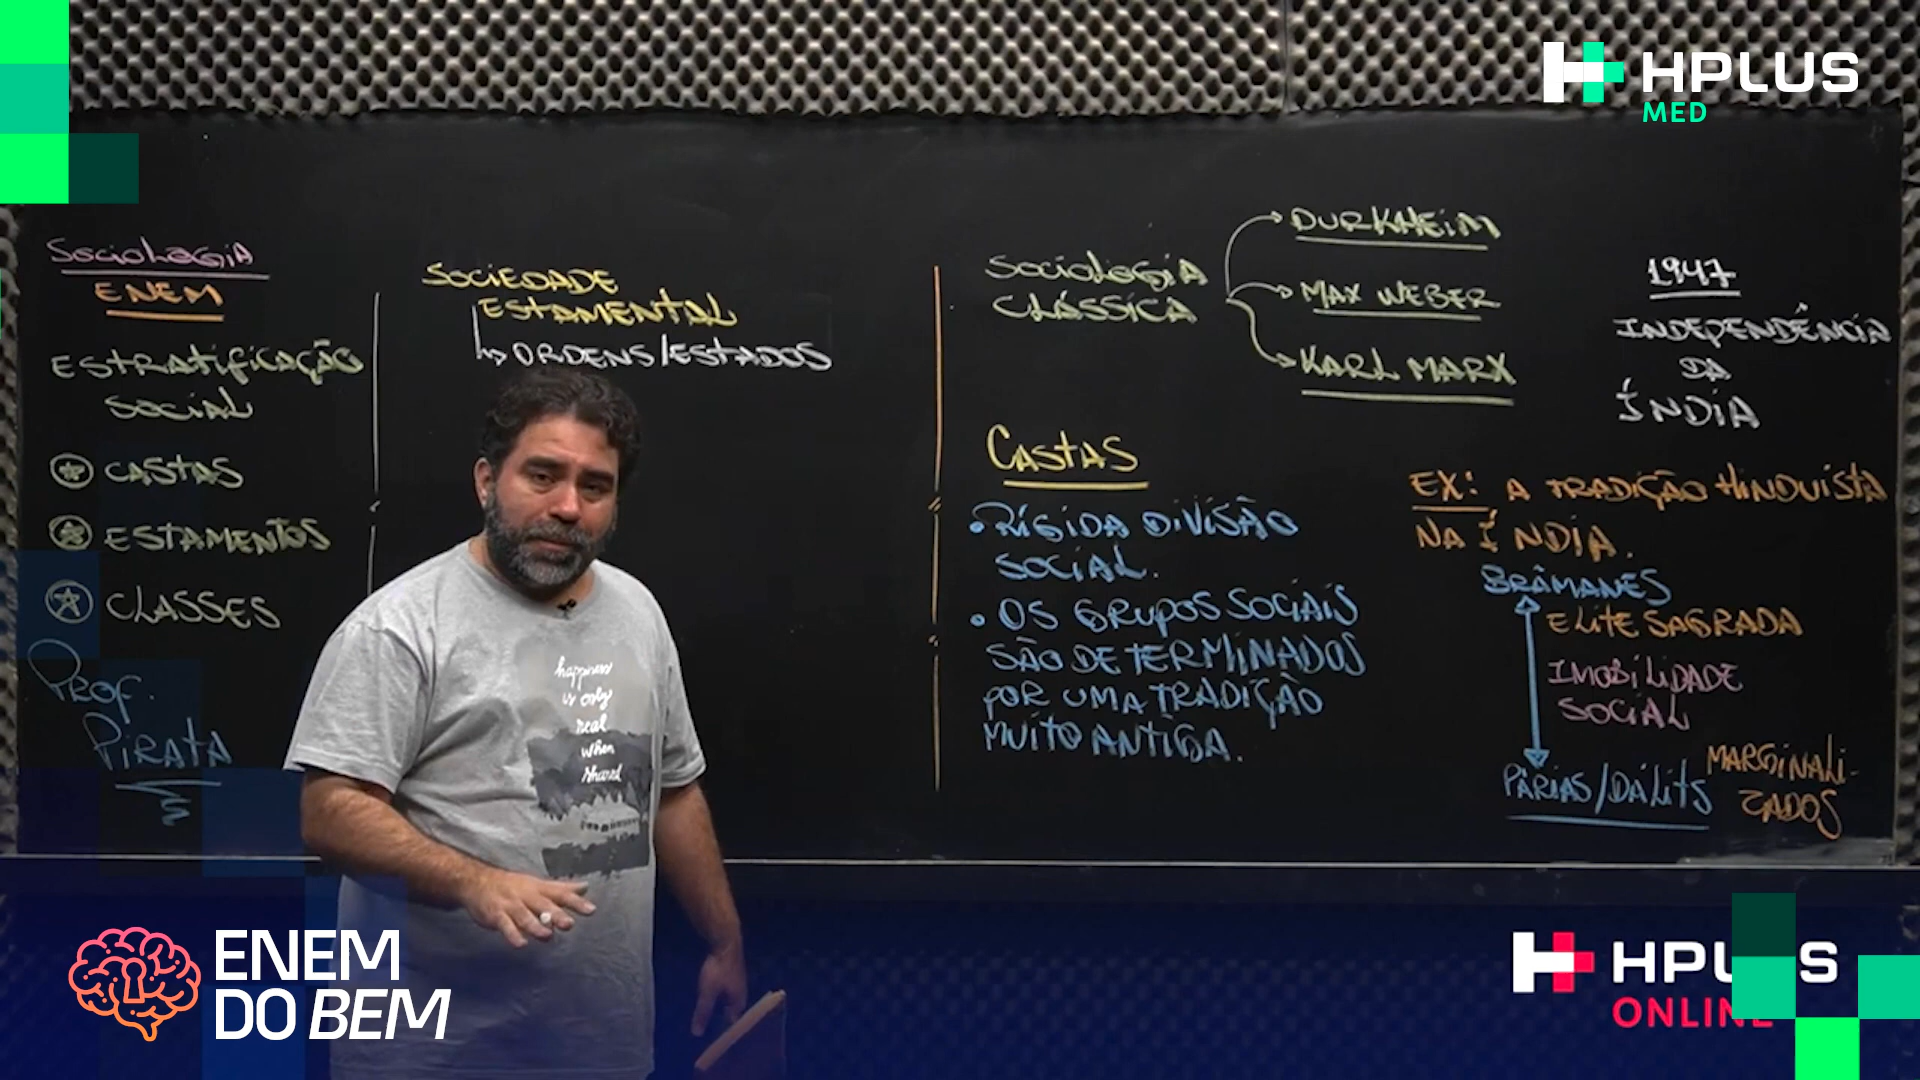 HPLUS
MED
SOCIOLOGIA
ENEM
ESTRATIFICAÇÃO
SOCIAL
CASTAS
ESTAMENTOS
CLASSES
PROF.
PIRATA
SOCIEDADE
ESTAMENTAL
ORDENS/ESTADOS
happiness
is only
real
when
shared
SOCIOLOGIA
CLÁSSICA
DURKHEIM
MAX WEBER
KARL MARX
1947
INDEPENDÊNCIA
DA
ÍNDIA
CASTAS
• RÍGIDA DIVISÃO
SOCIAL.
• OS GRUPOS SOCIAIS
SÃO DETERMINADOS
POR UMA TRADIÇÃO
MUITO ANTIGA.
EX: A TRADIÇÃO HINDUÍSTA
NA ÍNDIA.
BRÂMANES
ELITE SAGRADA
IMOBILIDADE
SOCIAL
PÁRIAS/DALITS
MARGINALI-
ZADOS
ENEM
DO BEM
HPLUS
ONLINE